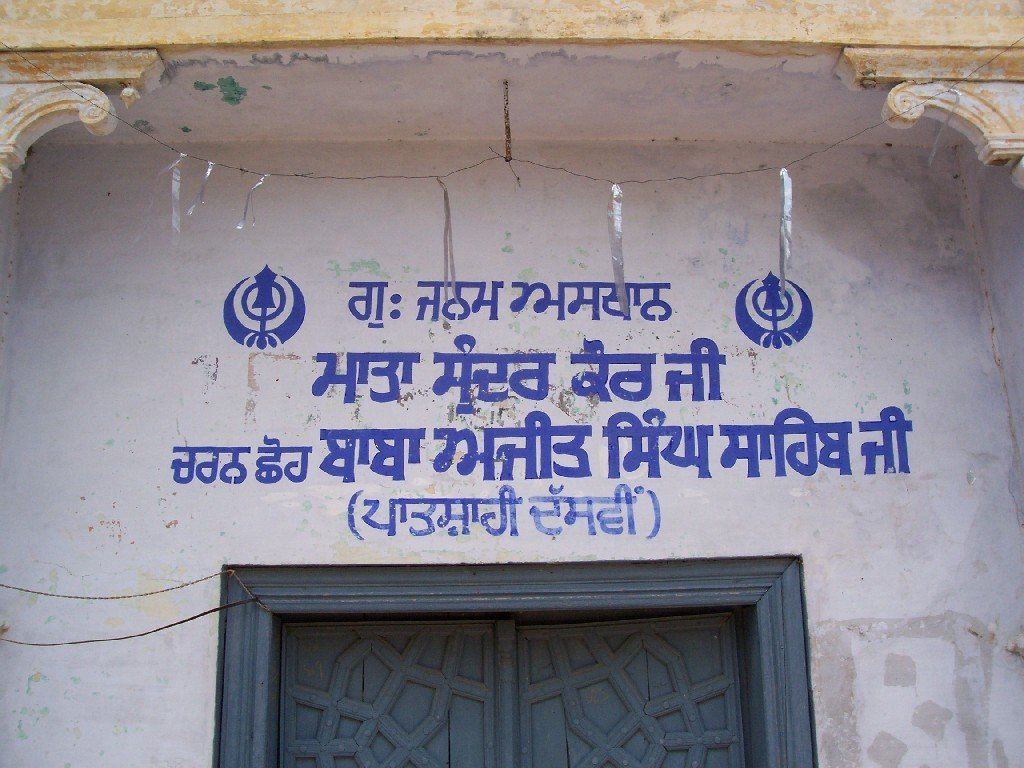 ਗੁ: ਜਨਮ ਅਸਥਾਨ
ਮਾਤਾ ਸੁੰਦਰ ਕੌਰ ਜੀ
ਚਰਨ ਛੋਹ ਬਾਬਾ ਅਜੀਤ ਸਿੰਘ ਸਾਹਿਬ ਜੀ
(ਪਾਤਸ਼ਾਹੀ ਦੱਸਵੀਂ)